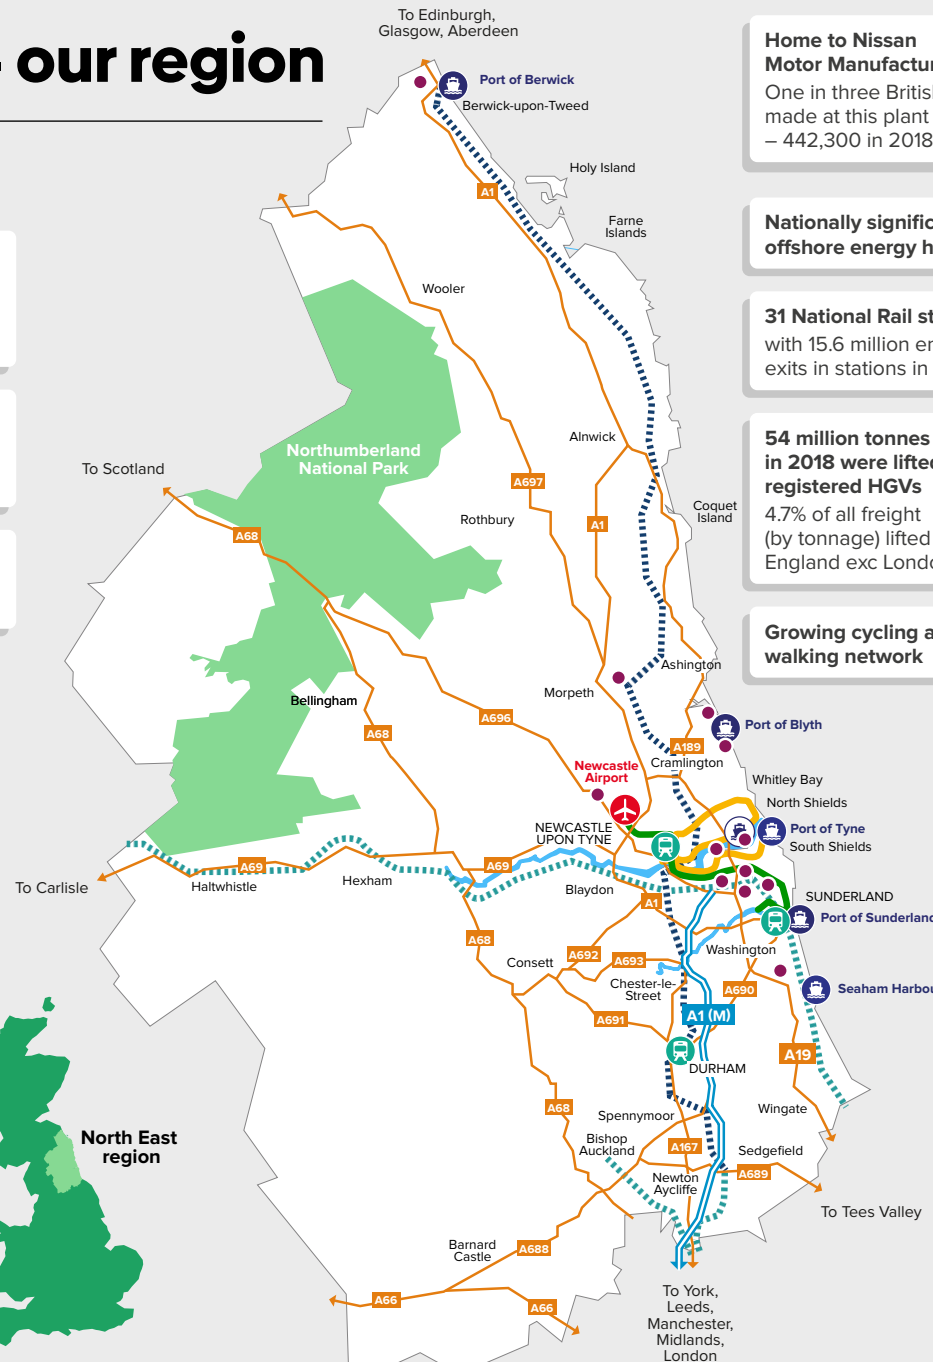 our region
To Edinburgh,
Glasgow, Aberdeen
Port of Berwick
Berwick-upon-Tweed
Holy Island
A1
Farne
Islands
Wooler
Alnwick
Northumberland
National Park
To Scotland
A697
Coquet
Island
Rothbury
A1
A68
Ashington
Morpeth
Bellingham
A696
Port of Blyth
A68
A189
Cramlington
Newcastle
Airport
Whitley Bay
North Shields
NEWCASTLE
UPON TYNE
Port of Tyne
South Shields
A69
A69
To Carlisle
Haltwhistle
Hexham
Blaydon
A1
SUNDERLAND
Port of Sunderland
A68
Washington
A692
A693
Consett
Chester-le-
Street
A690
Seaham Harbou
A691
A1 (M)
A19
DURHAM
A68
Wingate
Spennymoor
Bishop
Auckland
A167
Sedgefield
A689
Newton
Aycliffe
To Tees Valley
Barnard
Castle
A688
A66
A66
To York,
Leeds,
Manchester,
Midlands,
London
North East
region
Home to Nissan
Motor Manufactu
One in three Britis
made at this plant
– 442,300 in 2018
Nationally signific
offshore energy h
31 National Rail st
with 15.6 million en
exits in stations in
54 million tonnes
in 2018 were lifte
registered HGVs
4.7% of all freight
(by tonnage) lifted
England exc Londo
Growing cycling a
walking network